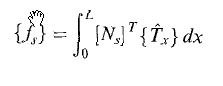 {f_s} = ∫_0^L [N_s]^T {T̂_x} dx